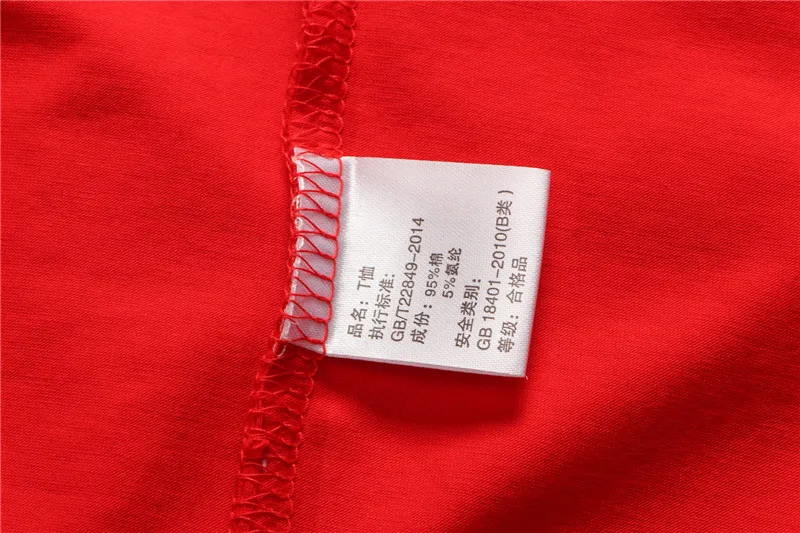 品名：T恤
执行标准：
GB/T22849-2014
成份：95%棉
5%氨纶
安全类别：
GB 18401-2010(B类)
等级：合格品